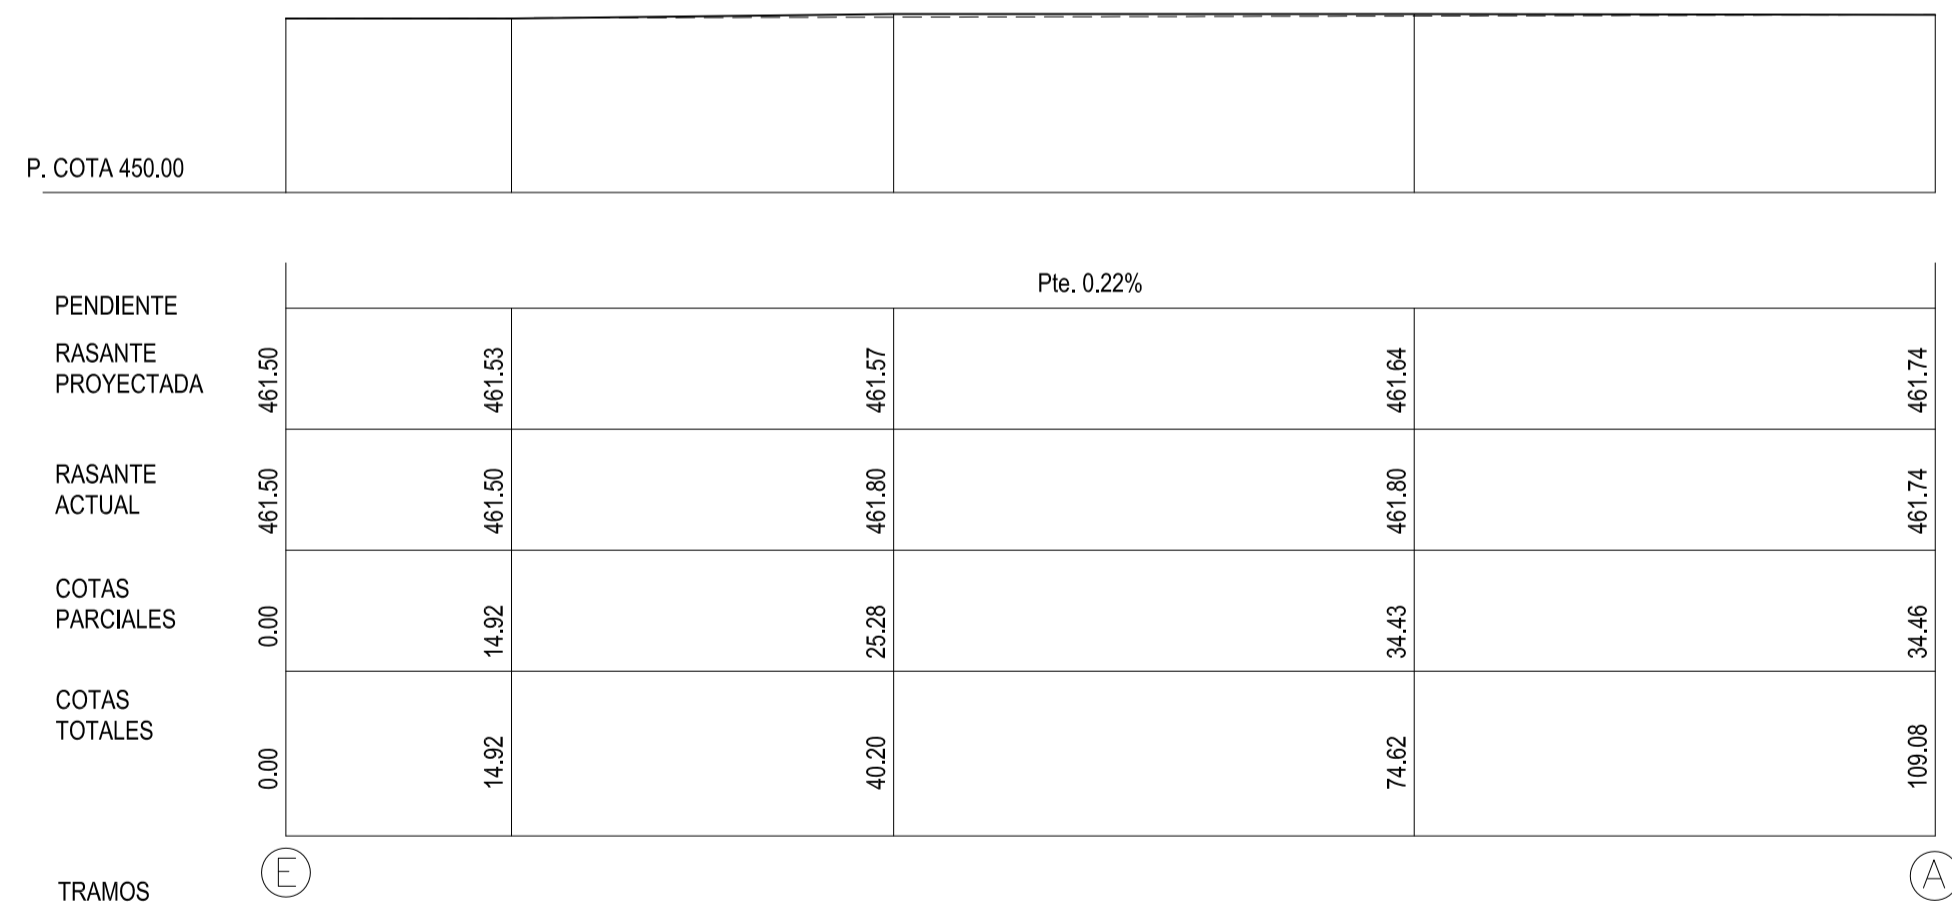 P. COTA 450.00
Pte. 0.22%
PENDIENTE
RASANTE
PROYECTADA
461.50
461.53
461.57
461.64
461.74
RASANTE
ACTUAL
461.50
461.50
461.80
461.80
461.74
COTAS
PARCIALES
0.00
14.92
25.28
34.43
34.46
COTAS
TOTALES
0.00
14.92
40.20
74.62
109.08
TRAMOS
E
A